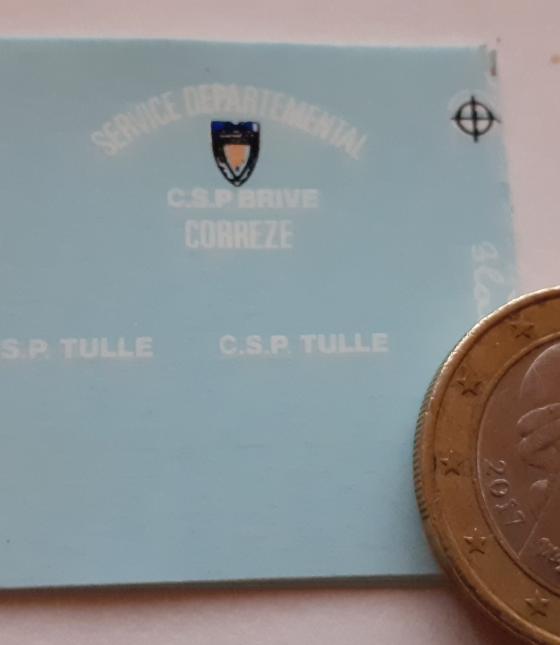 SERVICE DEPARTEMENTAL
C.S.P BRIVE
CORREZE
S.P. TULLE
C.S.P. TULLE
2017